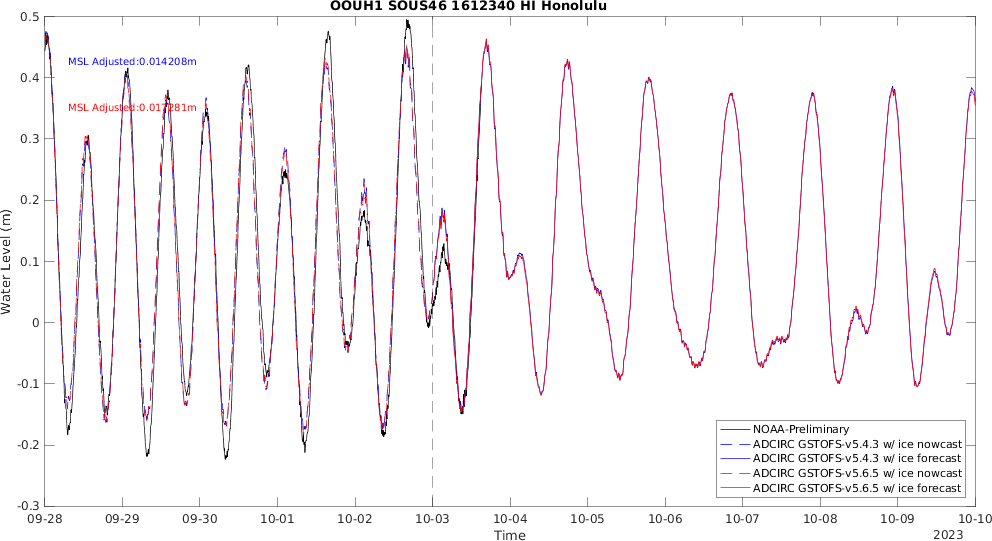 OOUH1 SOUS46 1612340 HI Honolulu
0.5
0.4
0.3
0.2
0.1
0
-0.1
-0.2
-0.3
Water Level (m)
MSL Adjusted:0.014208m
MSL Adjusted:0.017281m
NOAA-Preliminary
ADCIRC GSTOFS-v5.4.3 w/ ice nowcast
ADCIRC GSTOFS-v5.4.3 w/ ice forecast
ADCIRC GSTOFS-v5.6.5 w/ ice nowcast
ADCIRC GSTOFS-v5.6.5 w/ ice forecast
09-28 09-29 09-30 10-01 10-02 10-03 10-04 10-05 10-06 10-07 10-08 10-09 10-10
Time
2023